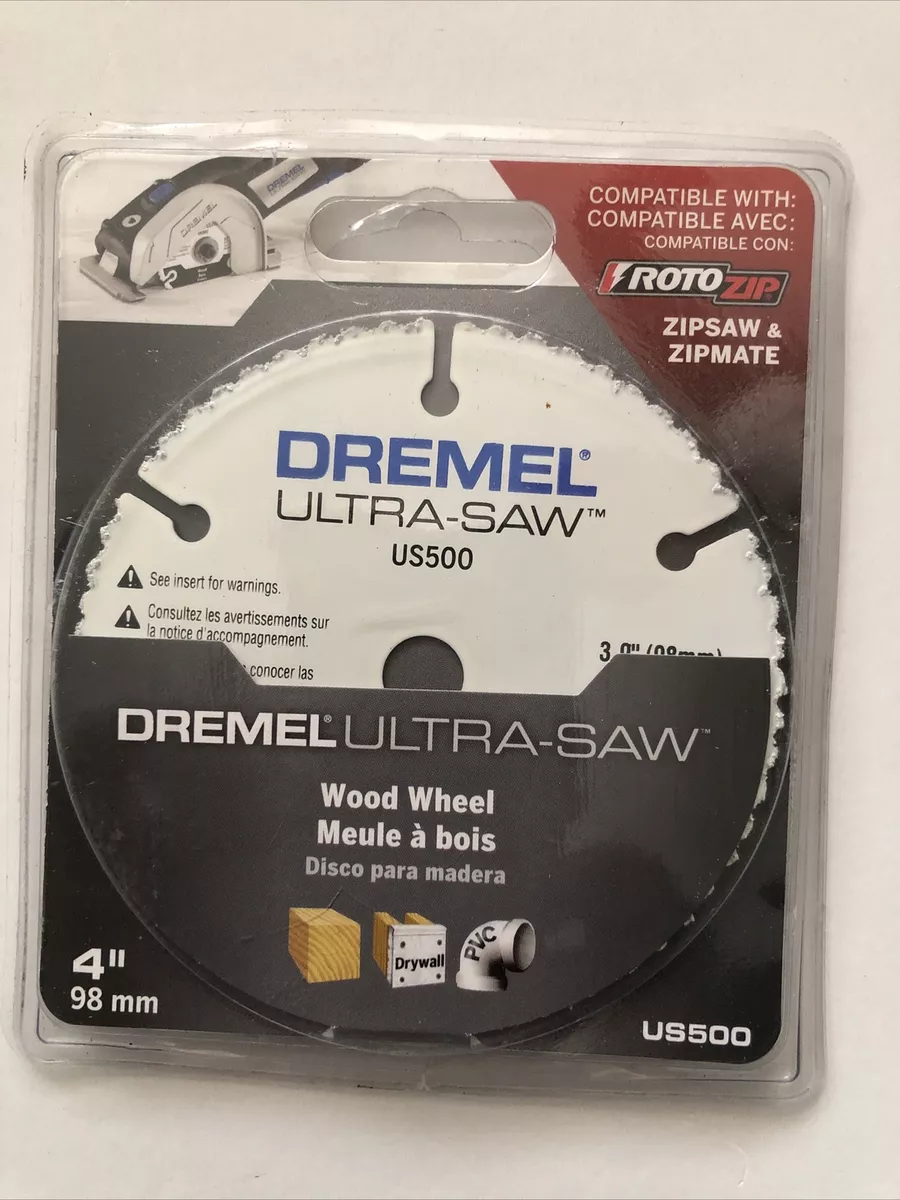 DREMEL
COMPATIBLE WITH:
COMPATIBLE AVEC:
COMPATIBLE CON:
ROTOZIP
ZIPSAW &
ZIPMATE
DREMEL®
ULTRA-SAW™
US500
See insert for warnings.
Consultez les avertissements sur
la notice d'accompagnement.
conocer las
DREMEL® ULTRA-SAW™
Wood Wheel
Meule à bois
Disco para madera
Drywall
PVC
4"
98 mm
US500